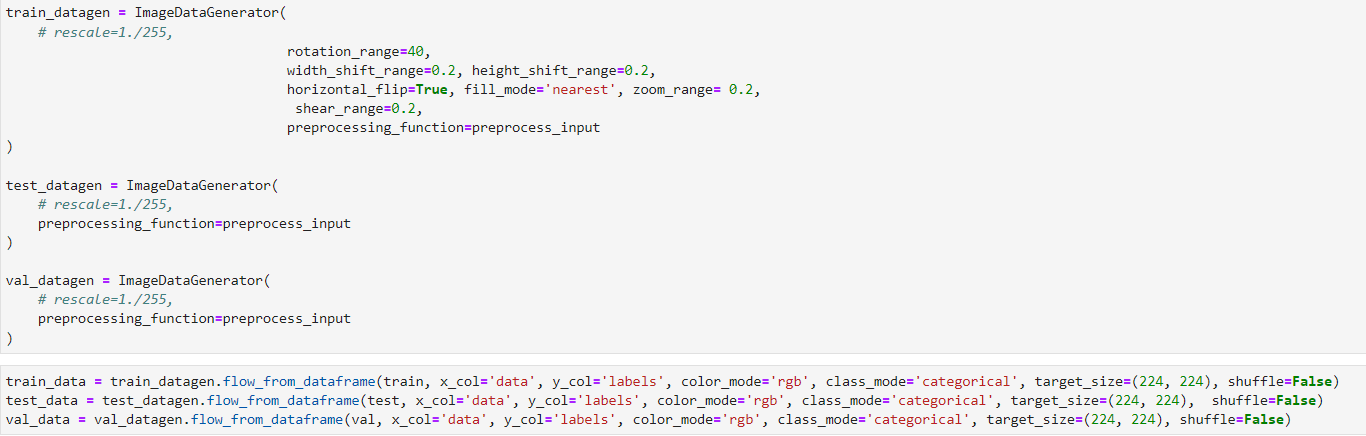 train_datagen = ImageDataGenerator(
    # rescale=1./255,
                                   rotation_range=40,
                                   width_shift_range=0.2, height_shift_range=0.2,
                                   horizontal_flip=True, fill_mode='nearest', zoom_range= 0.2,
                                    shear_range=0.2,
                                   preprocessing_function=preprocess_input
)

test_datagen = ImageDataGenerator(
    # rescale=1./255,
    preprocessing_function=preprocess_input
)

val_datagen = ImageDataGenerator(
    # rescale=1./255,
    preprocessing_function=preprocess_input
)

train_data = train_datagen.flow_from_dataframe(train, x_col='data', y_col='labels', color_mode='rgb', class_mode='categorical', target_size=(224, 224), shuffle=False)
test_data = test_datagen.flow_from_dataframe(test, x_col='data', y_col='labels', color_mode='rgb', class_mode='categorical', target_size=(224, 224),  shuffle=False)
val_data = val_datagen.flow_from_dataframe(val, x_col='data', y_col='labels', color_mode='rgb', class_mode='categorical', target_size=(224, 224), shuffle=False)